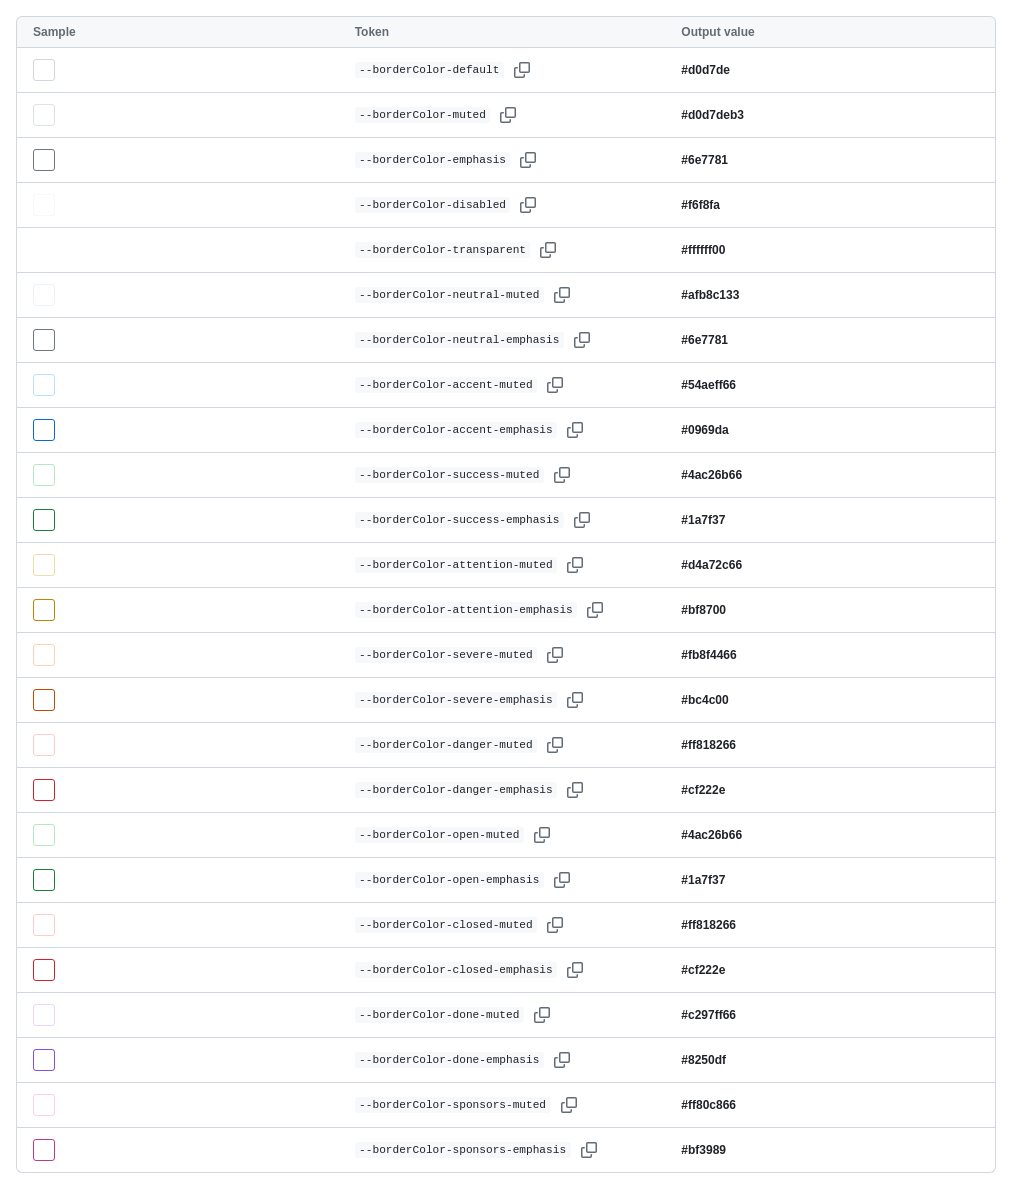 Sample Token Output value
--borderColor-default #d0d7de
--borderColor-muted #d0d7deb3
--borderColor-emphasis #6e7781
--borderColor-disabled #f6f8fa
--borderColor-transparent #ffffff00
--borderColor-neutral-muted #afb8c133
--borderColor-neutral-emphasis #6e7781
--borderColor-accent-muted #54aeff66
--borderColor-accent-emphasis #0969da
--borderColor-success-muted #4ac26b66
--borderColor-success-emphasis #1a7f37
--borderColor-attention-muted #d4a72c66
--borderColor-attention-emphasis #bf8700
--borderColor-severe-muted #fb8f4466
--borderColor-severe-emphasis #bc4c00
--borderColor-danger-muted #ff818266
--borderColor-danger-emphasis #cf222e
--borderColor-open-muted #4ac26b66
--borderColor-open-emphasis #1a7f37
--borderColor-closed-muted #ff818266
--borderColor-closed-emphasis #cf222e
--borderColor-done-muted #c297ff66
--borderColor-done-emphasis #8250df
--borderColor-sponsors-muted #ff80c866
--borderColor-sponsors-emphasis #bf3989